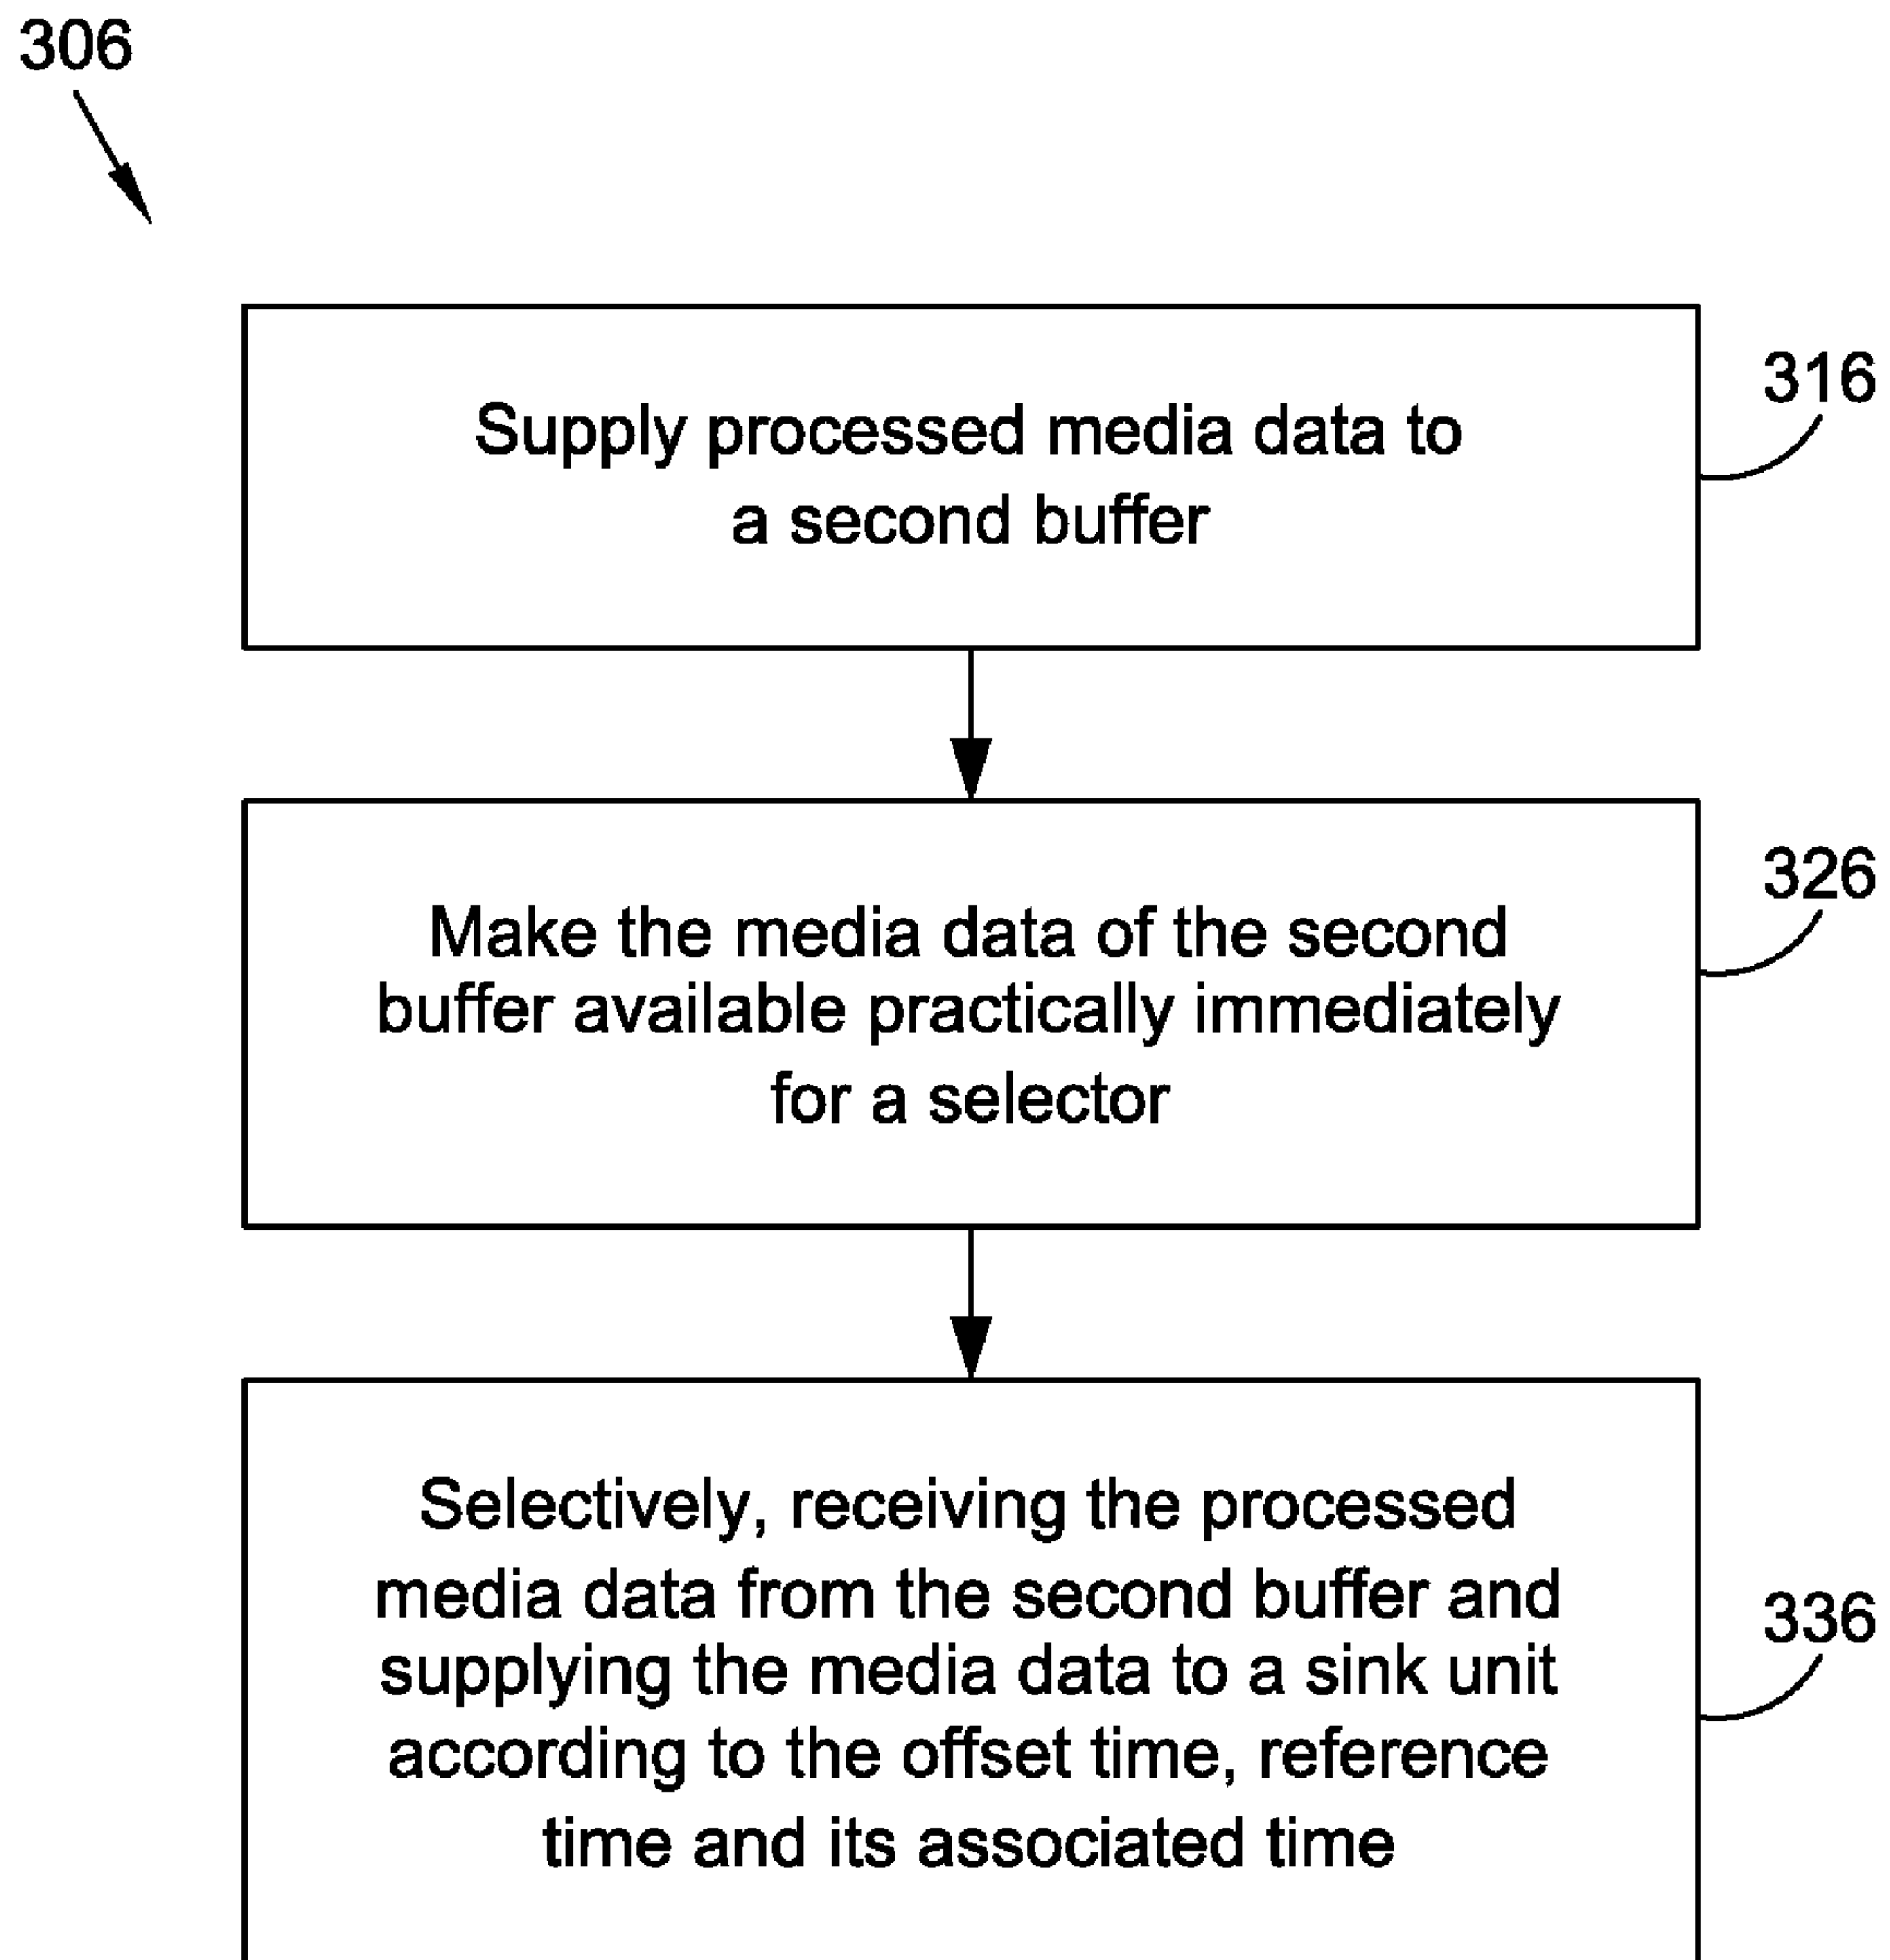 306
Supply processed media data to
a second buffer
316
Make the media data of the second
buffer available practically immediately
for a selector
326
Selectively, receiving the processed
media data from the second buffer and
supplying the media data to a sink unit
according to the offset time, reference
time and its associated time
336